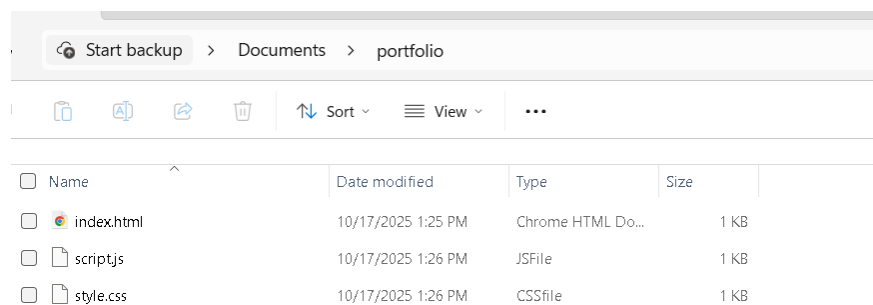 Start backup > Documents > portfolio
Sort View ...
Name Date modified Type Size
index.html 10/17/2025 1:25 PM Chrome HTML Do... 1 KB
script.js 10/17/2025 1:26 PM JSFile 1 KB
style.css 10/17/2025 1:26 PM CSSfile 1 KB